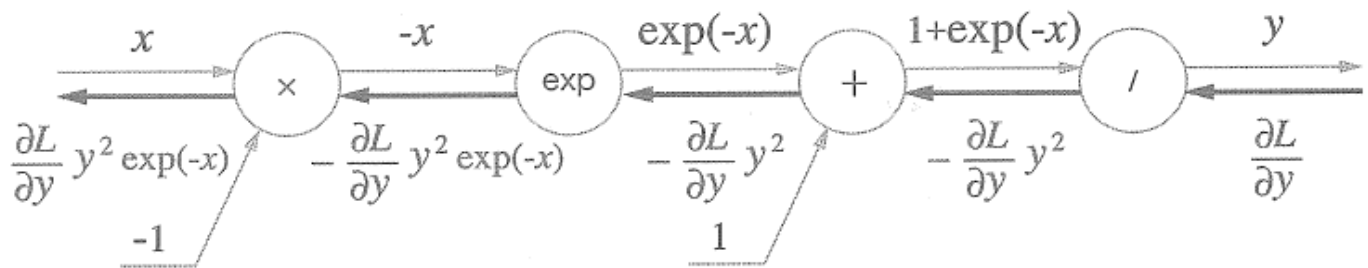 x -x exp(-x) 1+exp(-x) y
× exp + /
∂L/∂y y² exp(-x) - ∂L/∂y y² exp(-x) - ∂L/∂y y² - ∂L/∂y y² ∂L/∂y
-1 1